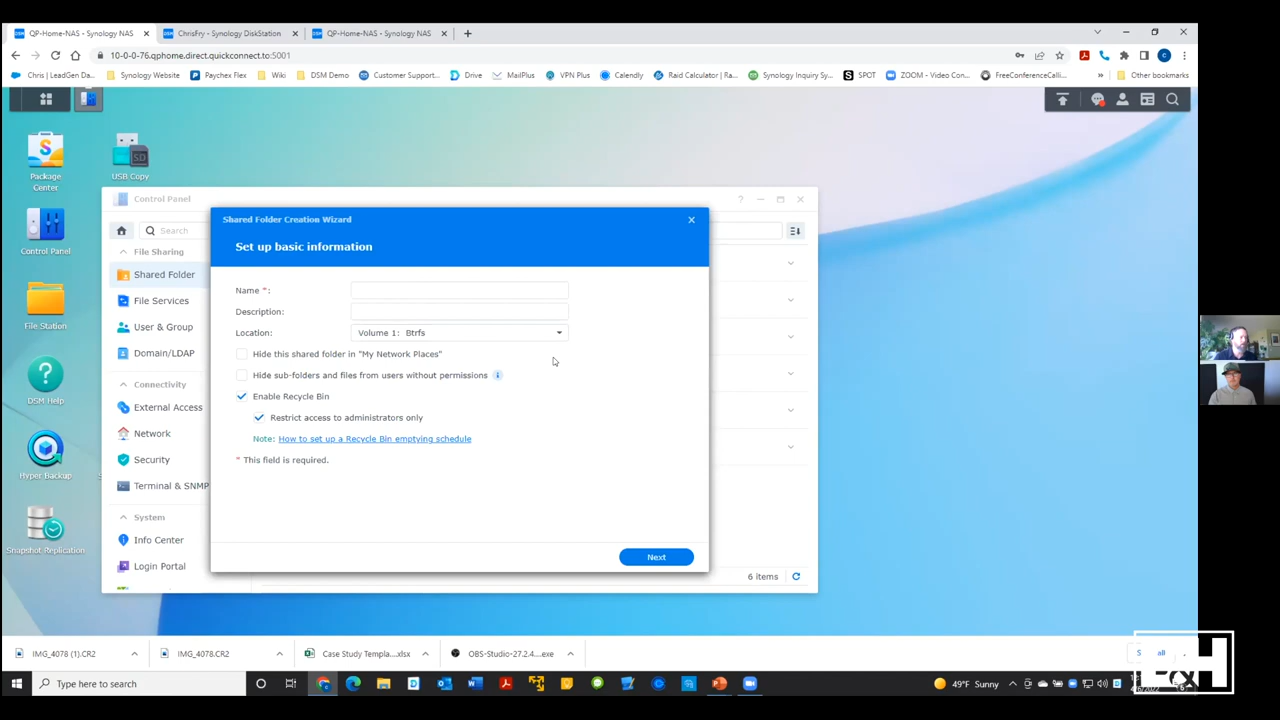 QP-Home-NAS - Synology NAS
ChrisFry - Synology DiskStation
QP-Home-NAS - Synology NAS
10-0-0-76.qphome.direct.quickconnect.to:5001
Chris | LeadGen Da...
Synology Website
Paychex Flex
Wiki
DSM Demo
Customer Support...
Drive
MailPlus
VPN Plus
Calendly
Raid Calculator | Ra...
Synology Inquiry Sy...
SPOT
ZOOM - Video Con...
FreeConferenceCalli...
Other bookmarks
Package
Center
USB Copy
Control Panel
File Station
DSM Help
Hyper Backup
Snapshot Replication
Control Panel
Search
File Sharing
Shared Folder
File Services
User & Group
Domain/LDAP
Connectivity
External Access
Network
Security
Terminal & SNMP
System
Info Center
Login Portal
6 items
Shared Folder Creation Wizard
Set up basic information
Name *:
Description:
Location:
Volume 1: Btrfs
Hide this shared folder in "My Network Places"
Hide sub-folders and files from users without permissions
Enable Recycle Bin
Restrict access to administrators only
Note: How to set up a Recycle Bin emptying schedule
* This field is required.
Next
IMG_4078 (1).CR2
IMG_4078.CR2
Case Study Templa....xlsx
OBS-Studio-27.2.4....exe
Type here to search
49°F Sunny